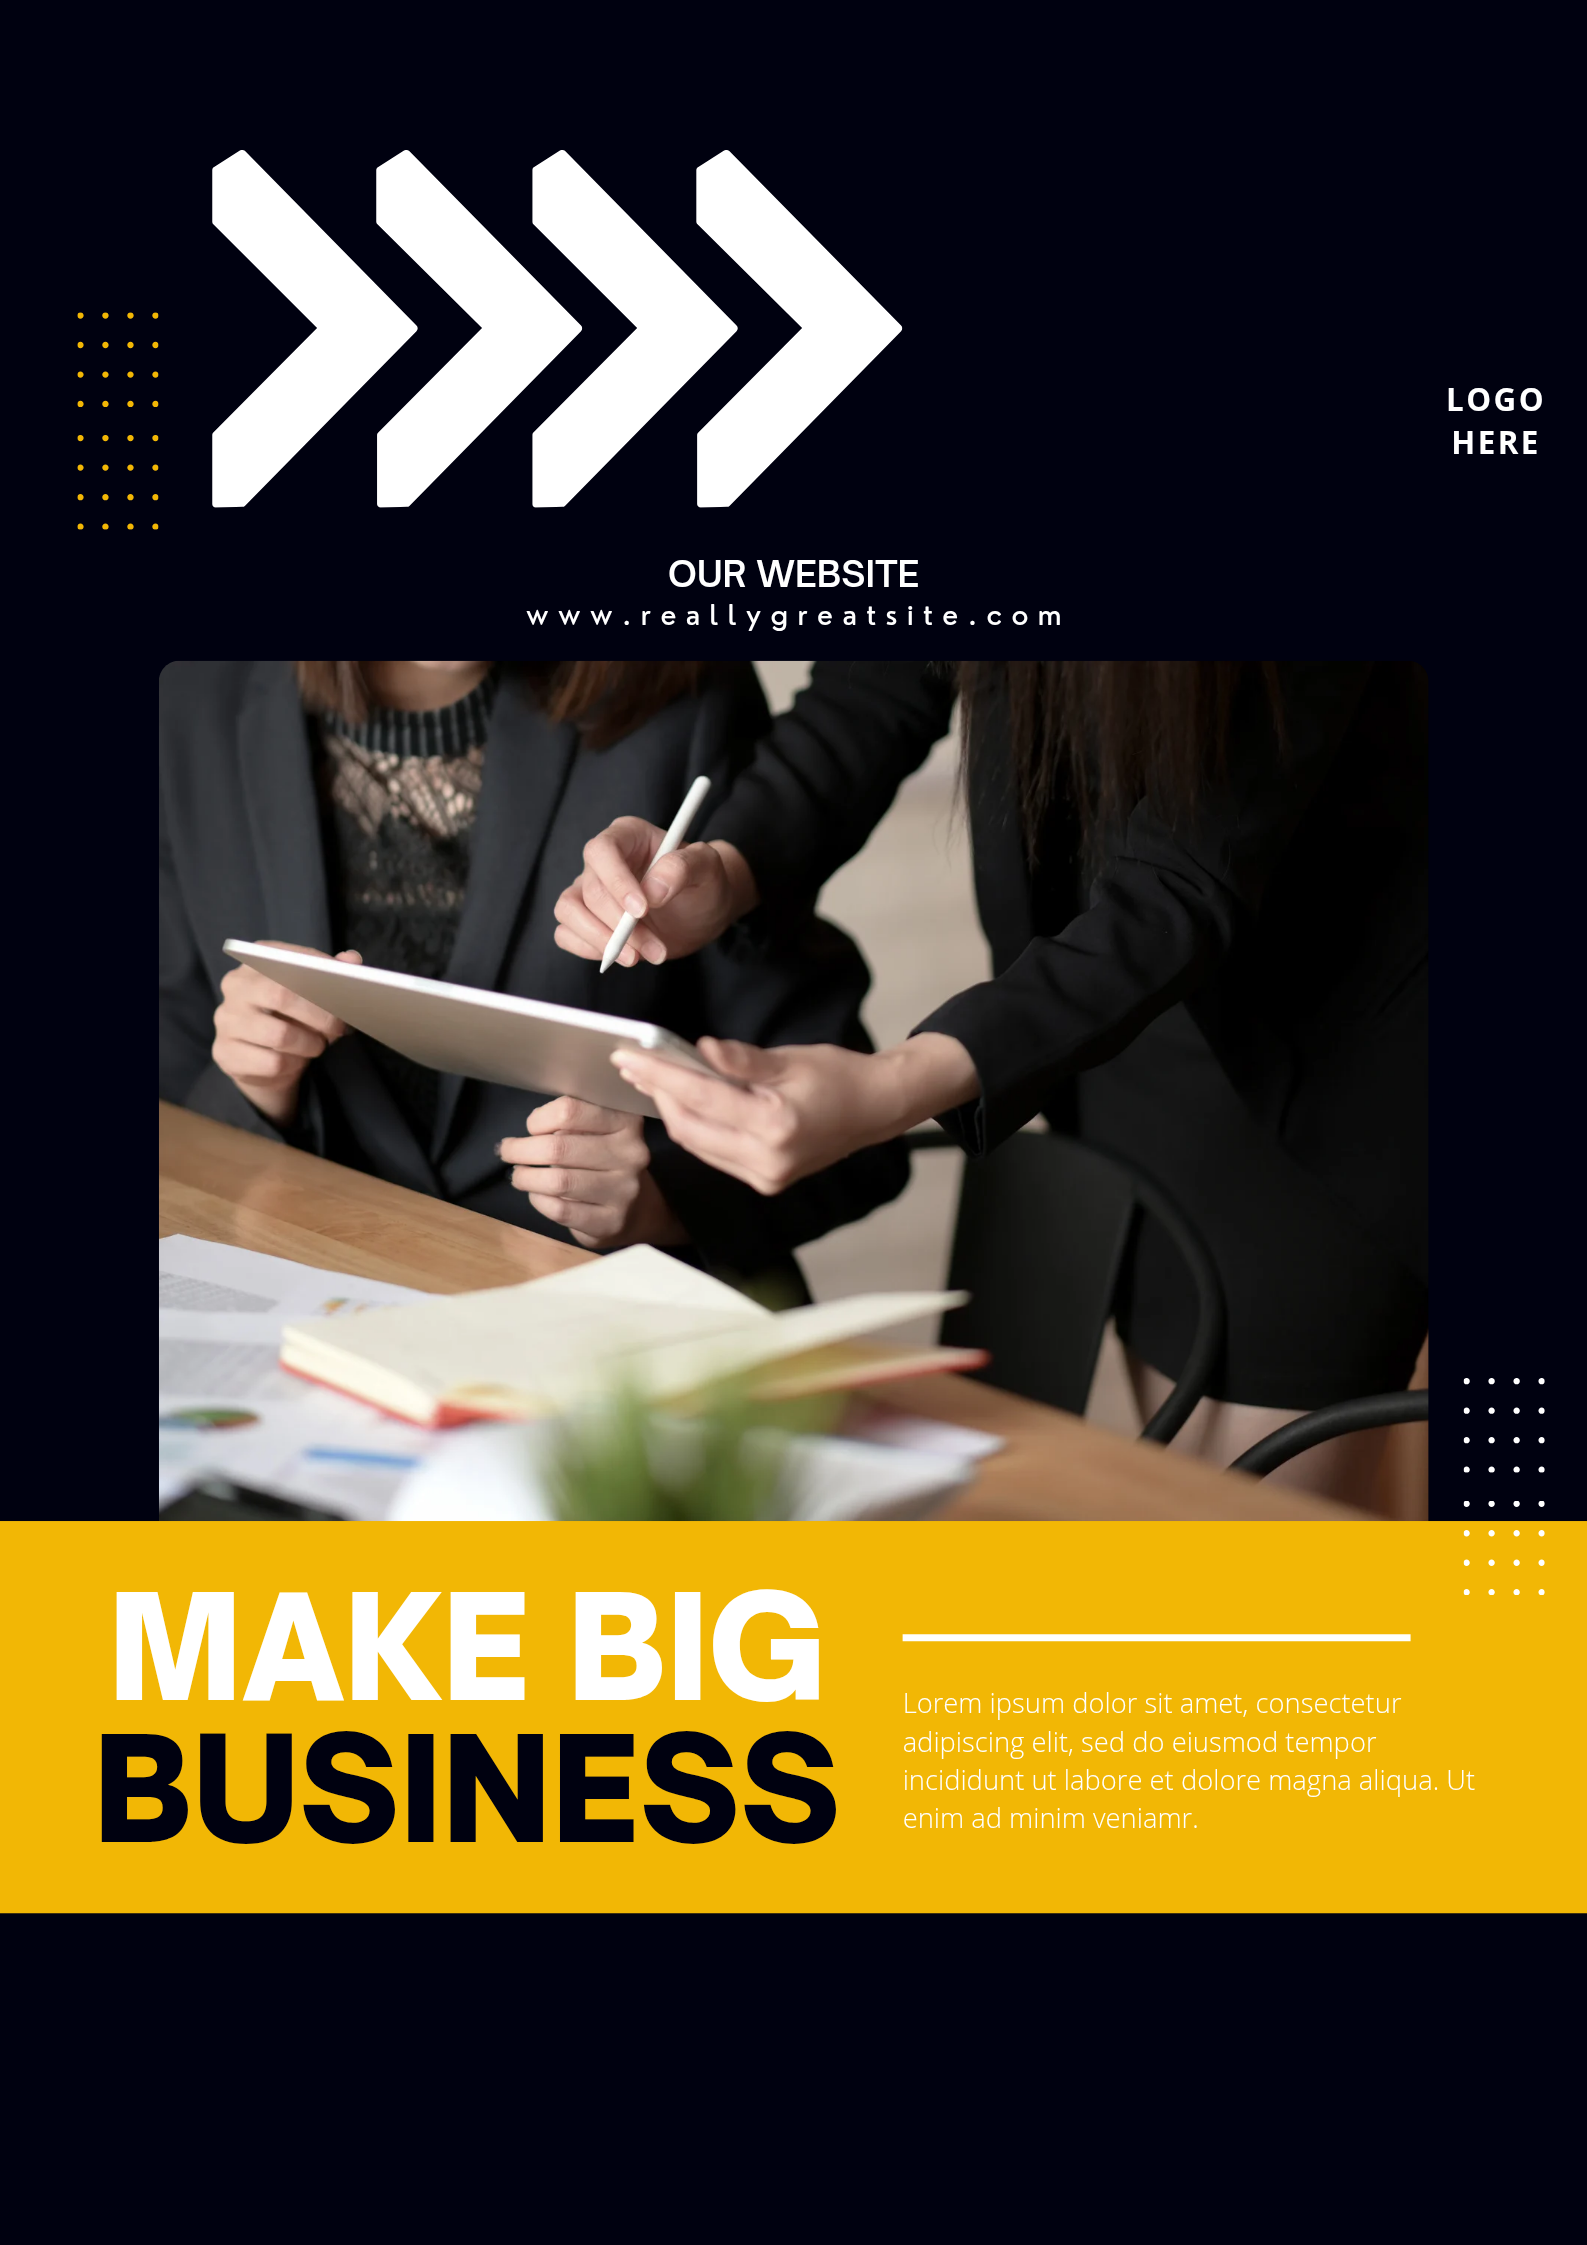 LOGO
HERE
OUR WEBSITE
www.reallygreatsite.com
MAKE BIG
BUSINESS
Lorem ipsum dolor sit amet, consectetur
adipiscing elit, sed do eiusmod tempor
incididunt ut labore et dolore magna aliqua. Ut
enim ad minim veniamr.